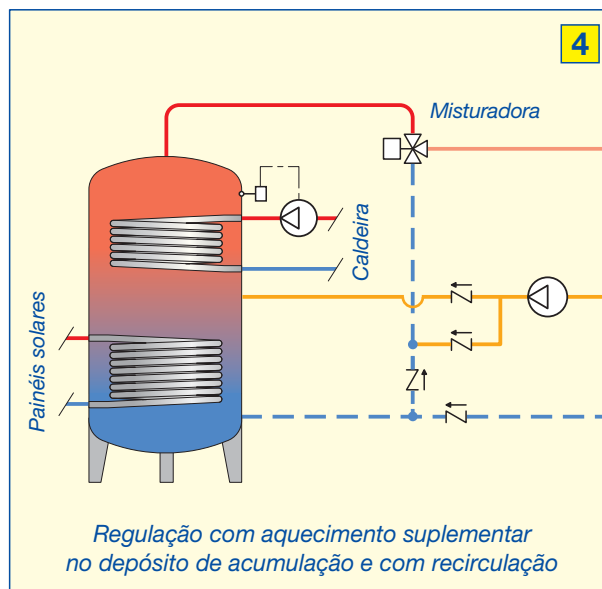 4
Misturadora
Caldeira
Painéis solares
Regulação com aquecimento suplementar
no depósito de acumulação e com recirculação